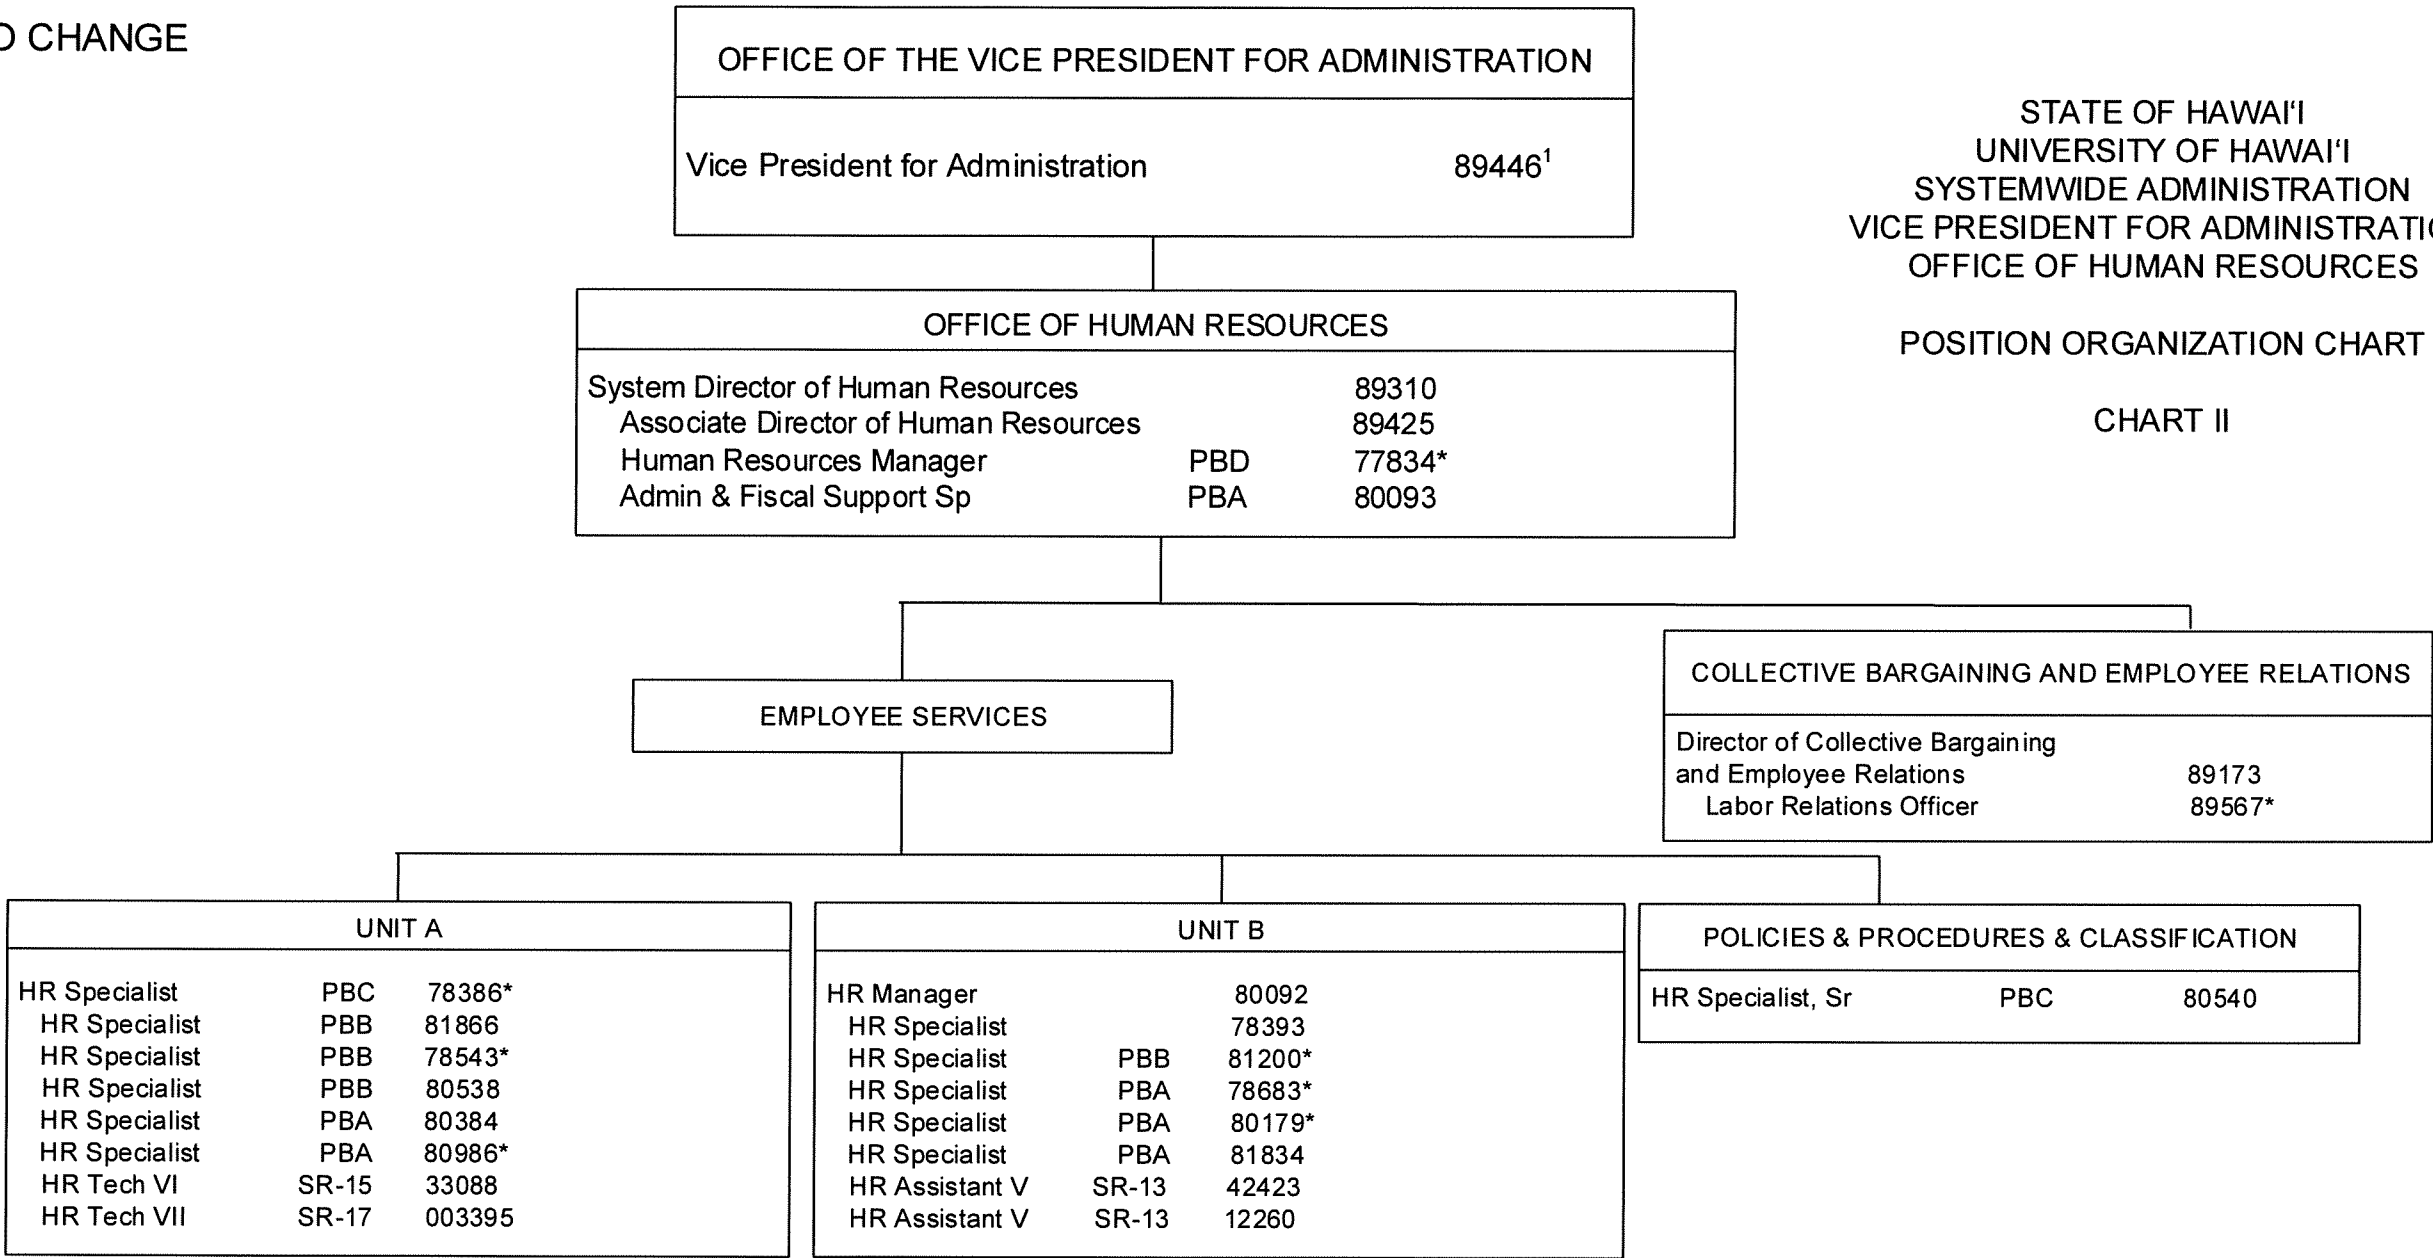 CHANGE
OFFICE OF THE VICE PRESIDENT FOR ADMINISTRATION
Vice President for Administration 89446¹
STATE OF HAWAI‘I
UNIVERSITY OF HAWAI‘I
SYSTEMWIDE ADMINISTRATION
VICE PRESIDENT FOR
OFFICE OF HUMAN RESOURCES
POSITION ORGANIZATION CHART
CHART II
OFFICE OF HUMAN RESOURCES
System Director of Human Resources 89310
Associate Director of Human Resources 89425
Human Resources Manager PBD 77834*
Admin & Fiscal Support Sp PBA 80093
EMPLOYEE SERVICES
COLLECTIVE BARGAINING AND EMPLOYEE RELATIONS
Director of Collective Bargaining
and Employee Relations 89173
Labor Relations Officer 89567*
UNIT A
HR Specialist PBC 78386*
HR Specialist PBB 81866
HR Specialist PBB 78543*
HR Specialist PBB 80538
HR Specialist PBA 80384
HR Specialist PBA 80986*
HR Tech VI SR-15 33088
HR Tech VII SR-17 003395
UNIT B
HR Manager 80092
HR Specialist 78393
HR Specialist PBB 81200*
HR Specialist PBA 78683*
HR Specialist PBA 80179*
HR Specialist PBA 81834
HR Assistant V SR-13 42423
HR Assistant V SR-13 12260
POLICIES & PROCEDURES & CLASSIFICATION
HR Specialist, Sr PBC 80540